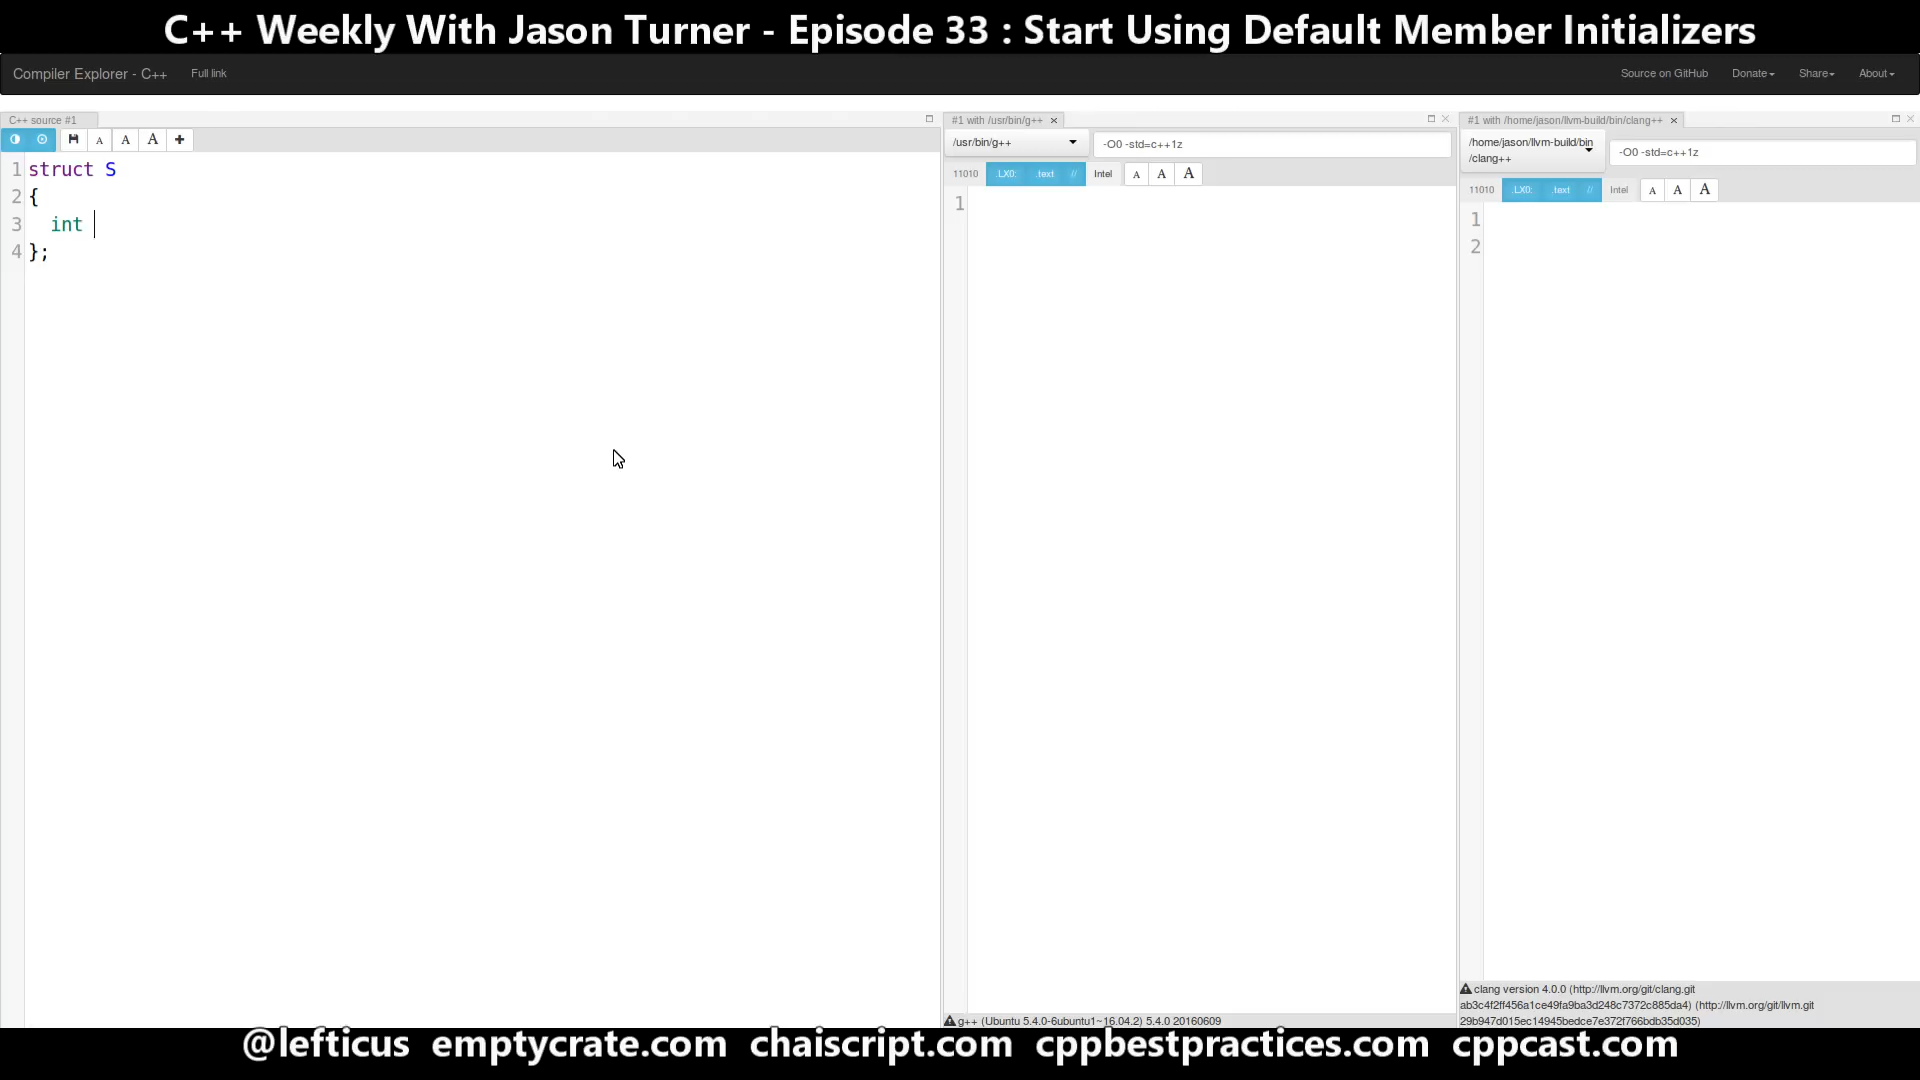 C++ Weekly With Jason Turner - Episode 33 : Start Using Default Member Initializers
Compiler Explorer - C++ Full link Source on GitHub Donate Share About
C++ source #1
A A A
1 struct S
2 {
3 int
4 };
#1 with /usr/bin/g++
/usr/bin/g++ -O0 -std=c++1z
11010 .LX0: .text // Intel A A A
1
#1 with /home/jason/llvm-build/bin/clang++
/home/jason/llvm-build/bin
/clang++ -O0 -std=c++1z
11010 .LX0: .text // Intel A A A
1
2
g++ (Ubuntu 5.4.0-6ubuntu1~16.04.2) 5.4.0 20160609
clang version 4.0.0 (http://llvm.org/git/clang.git
ab3c4f2ff456a1ce49fa9ba3d248c7372c885da4) (http://llvm.org/git/llvm.git
29b947d015ec14945bedce7e372f766bdb35d035)
@lefticus emptycrate.com chaiscript.com cppbestpractices.com cppcast.com